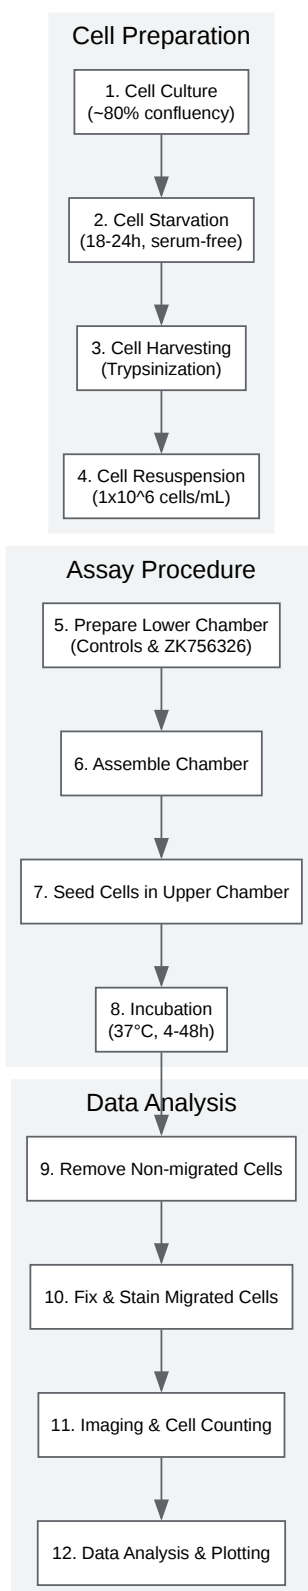 Cell Preparation
1. Cell Culture
(~80% confluency)
2. Cell Starvation
(18-24h, serum-free)
3. Cell Harvesting
(Trypsinization)
4. Cell Resuspension
(1x10^6 cells/mL)
Assay Procedure
5. Prepare Lower Chamber
(Controls & ZK756326)
6. Assemble Chamber
7. Seed Cells in Upper Chamber
8. Incubation
(37°C, 4-48h)
Data Analysis
9. Remove Non-migrated Cells
10. Fix & Stain Migrated Cells
11. Imaging & Cell Counting
12. Data Analysis & Plotting